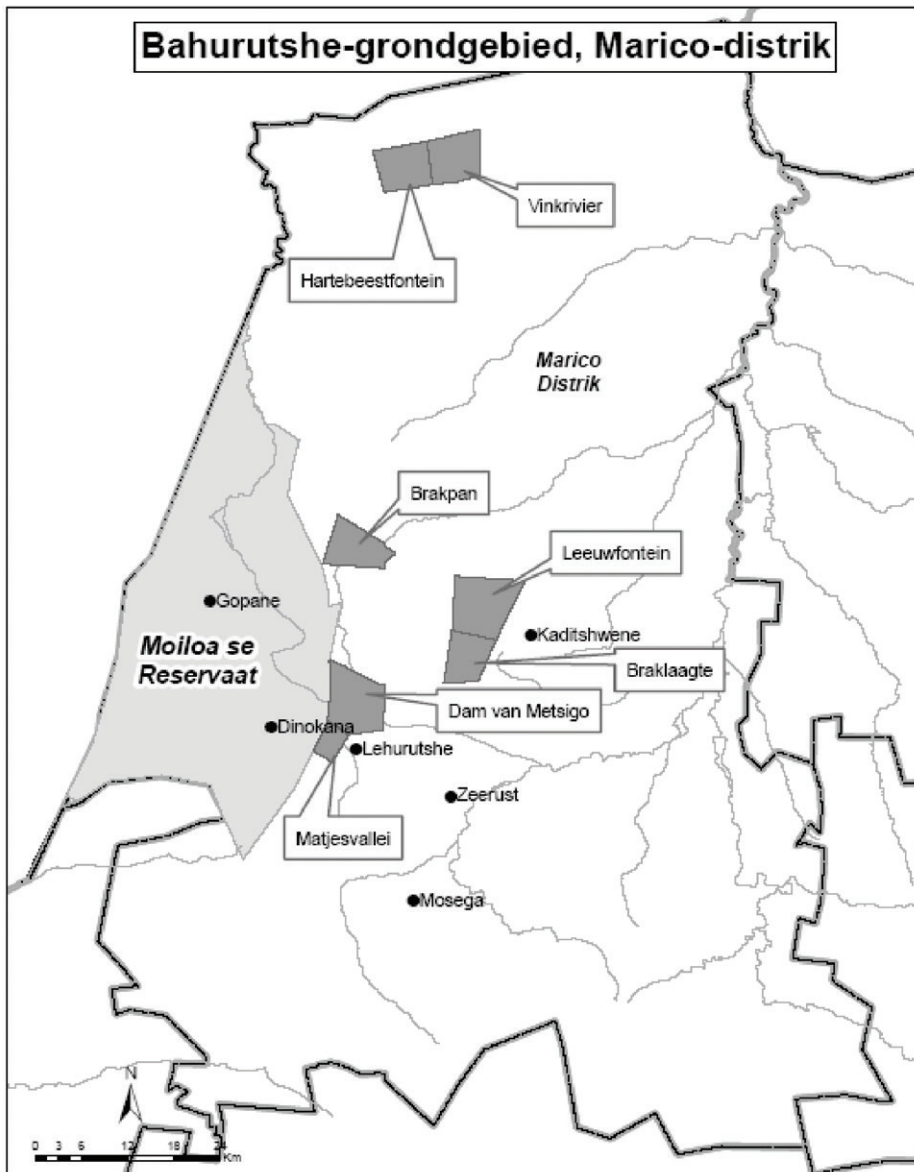 Bahurutshe-grondgebied, Marico-distrik
Vinkrivier
Hartebeestfontein
Marico
Distrik
Brakpan
Leeuwfontein
Gopane
Kaditshwene
Moiloa se
Reservaat
Braklaagte
Dam van Metsigo
Dinokana
Lehurutshe
Zeerust
Matjesvallei
Mosega
N
0 3 6 12 18 24
Km